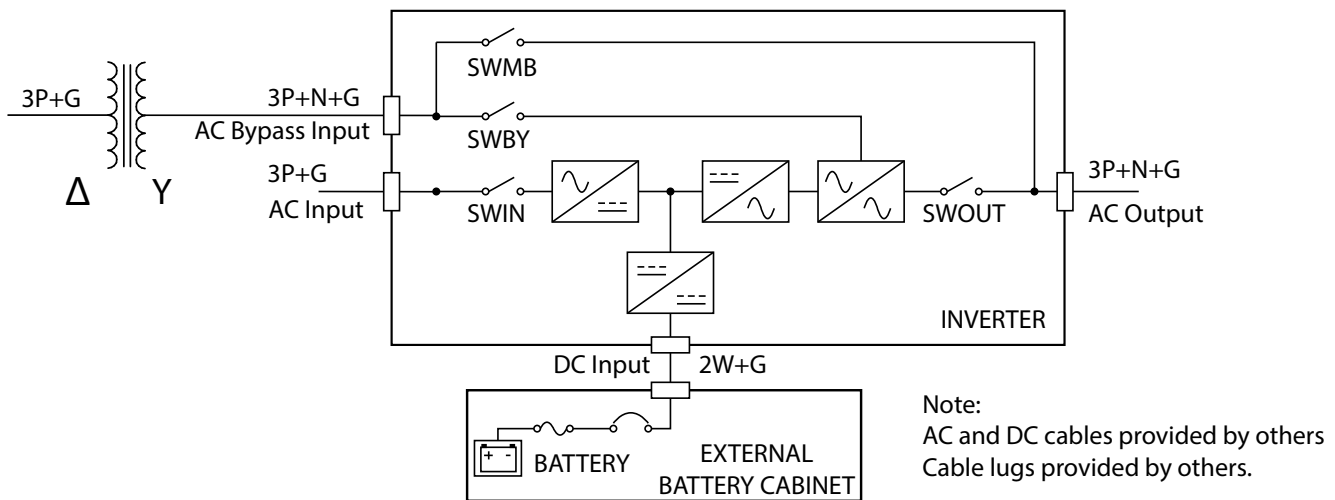 SWMB
3P+G
3P+N+G
AC Bypass Input
SWBY
Δ
Y
3P+G
AC Input
SWIN
SWOUT
3P+N+G
AC Output
INVERTER
DC Input
2W+G
+ -
BATTERY
EXTERNAL
BATTERY CABINET
Note:
AC and DC cables provided by others
Cable lugs provided by others.